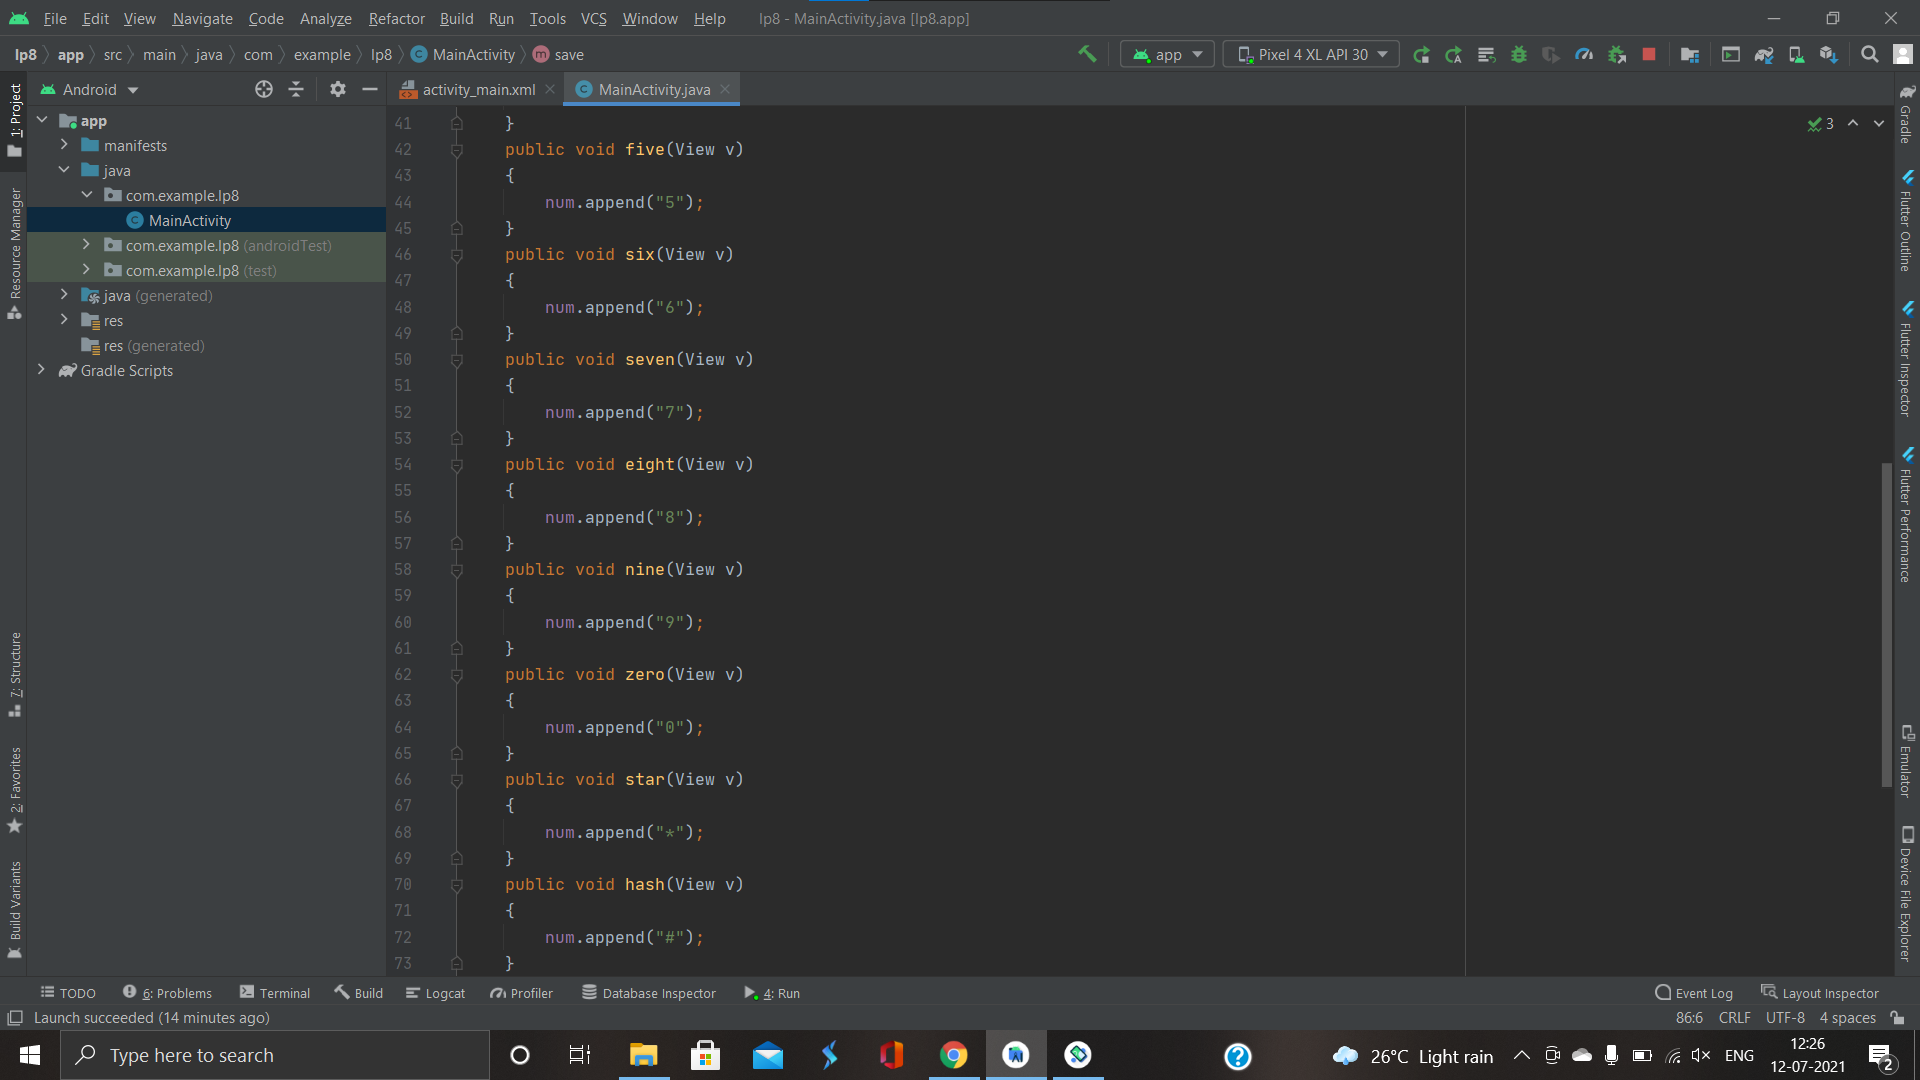 File Edit View Navigate Code Analyze Refactor Build Run Tools VCS Window Help lp8 - MainActivity.java [lp8.app]
lp8 app src main java com example lp8 MainActivity save app Pixel 4 XL API 30
Android
activity_main.xml MainActivity.java
1: Project
Resource Manager
7: Structure
2: Favorites
Build Variants
app
manifests
java
com.example.lp8
MainActivity
com.example.lp8 (androidTest)
com.example.lp8 (test)
java (generated)
res
res (generated)
Gradle Scripts
3
41 }
42 public void five(View v)
43 {
44 num.append("5");
45 }
46 public void six(View v)
47 {
48 num.append("6");
49 }
50 public void seven(View v)
51 {
52 num.append("7");
53 }
54 public void eight(View v)
55 {
56 num.append("8");
57 }
58 public void nine(View v)
59 {
60 num.append("9");
61 }
62 public void zero(View v)
63 {
64 num.append("0");
65 }
66 public void star(View v)
67 {
68 num.append("*");
69 }
70 public void hash(View v)
71 {
72 num.append("#");
73 }
Gradle
Flutter Outline
Flutter Inspector
Flutter Performance
Emulator
Device File Explorer
TODO 6: Problems Terminal Build Logcat Profiler Database Inspector 4: Run Event Log Layout Inspector
Launch succeeded (14 minutes ago) 86:6 CRLF UTF-8 4 spaces
Type here to search 26°C Light rain ENG
12:26
12-07-2021
2